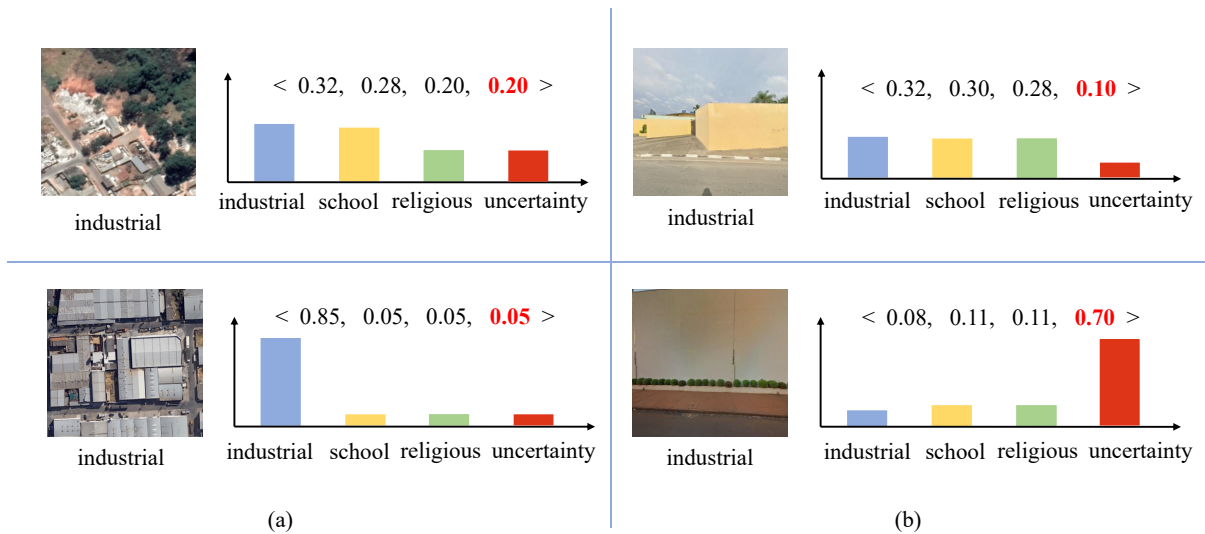 < 0.32, 0.28, 0.20, 0.20 >
industrial school religious uncertainty
industrial
< 0.32, 0.30, 0.28, 0.10 >
industrial school religious uncertainty
industrial
< 0.85, 0.05, 0.05, 0.05 >
industrial school religious uncertainty
industrial
< 0.08, 0.11, 0.11, 0.70 >
industrial school religious uncertainty
industrial
(a)
(b)